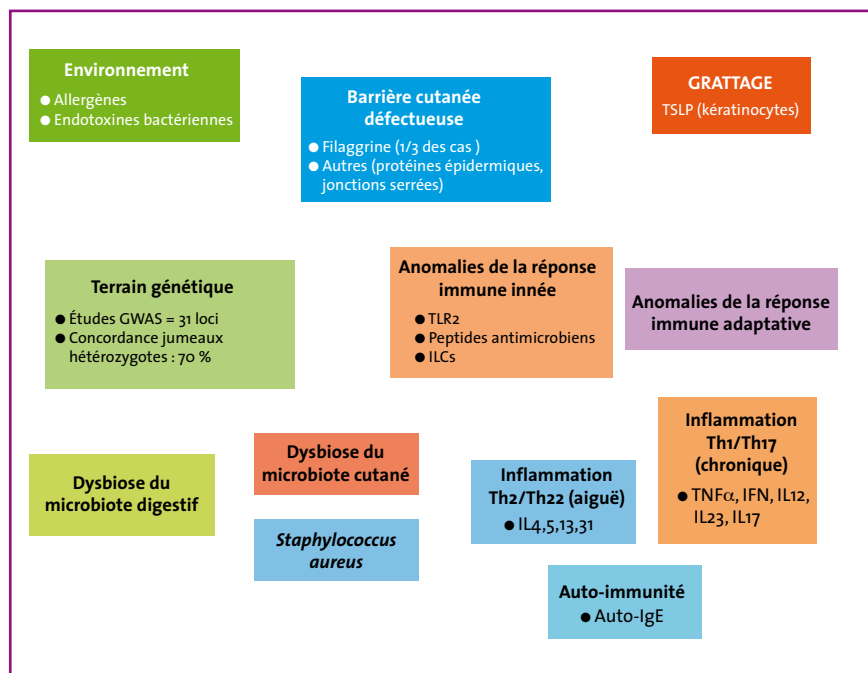 Environnement
● Allergènes
● Endotoxines bactériennes
Barrière cutanée
défectueuse
● Filaggrine (1/3 des cas )
● Autres (protéines épidermiques,
jonctions serrées)
GRATTAGE
TSLP (kératinocytes)
Terrain génétique
● Études GWAS = 31 loci
● Concordance jumeaux
hétérozygotes : 70 %
Anomalies de la réponse
immune innée
● TLR2
● Peptides antimicrobiens
● ILCs
Anomalies de la réponse
immune adaptative
Dysbiose du
microbiote digestif
Dysbiose du
microbiote cutané
Staphylococcus
aureus
Inflammation
Th2/Th22 (aiguë)
● IL4,5,13,31
Inflammation
Th1/Th17
(chronique)
● TNFα, IFN, IL12,
IL23, IL17
Auto-immunité
● Auto-IgE